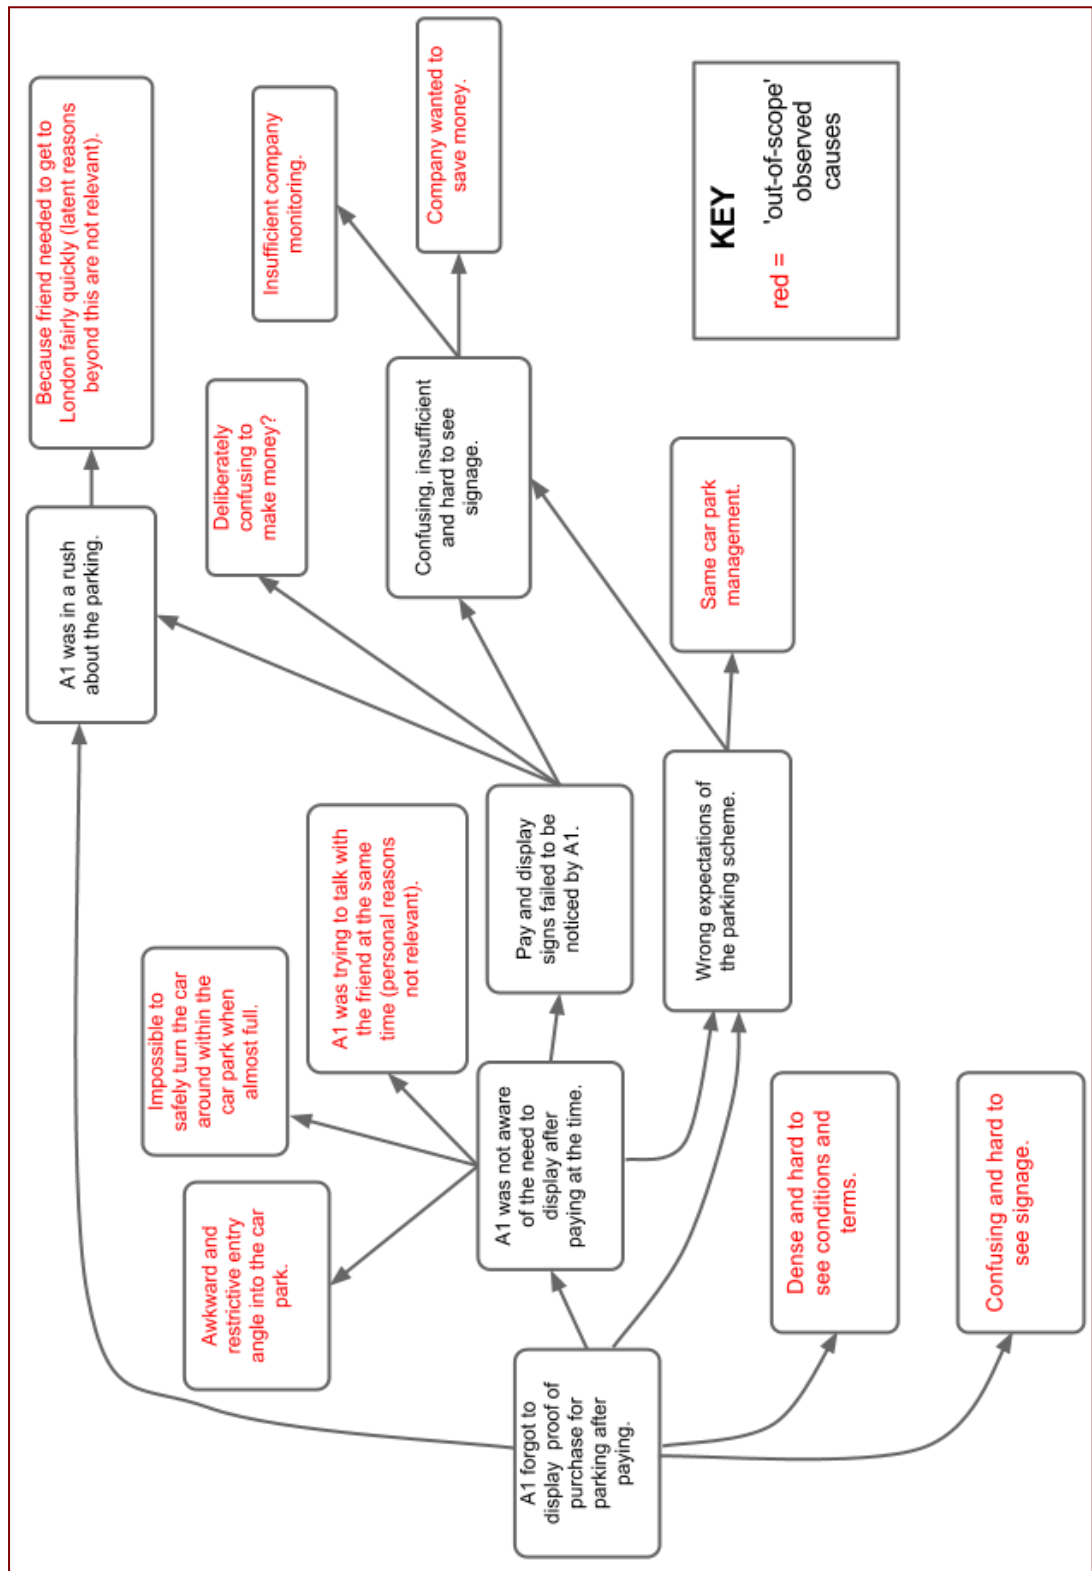 A1 forgot to
display proof of
purchase for
parking after
paying.
A1 was in a rush
about the parking.
Because friend needed to get to
London fairly quickly (latent reasons
beyond this are not relevant).
Awkward and
restrictive entry
angle into the car
park.
Impossible to
safely turn the car
around within the
car park when
almost full.
A1 was trying to talk with
the friend at the same
time (personal reasons
not relevant).
A1 was not aware
of the need to
display after
paying at the time.
Pay and display
signs failed to be
noticed by A1.
Deliberately
confusing to
make money?
Insufficient company
monitoring.
Confusing, insufficient
and hard to see
signage.
Company wanted to
save money.
Wrong expectations of
the parking scheme.
Same car park
management.
Dense and hard to
see conditions and
terms.
Confusing and hard to
see signage.
KEY
red = 'out-of-scope'
observed
causes